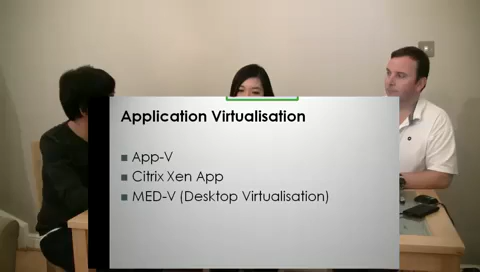 Application Virtualisation
App-V
Citrix Xen App
MED-V (Desktop Virtualisation)